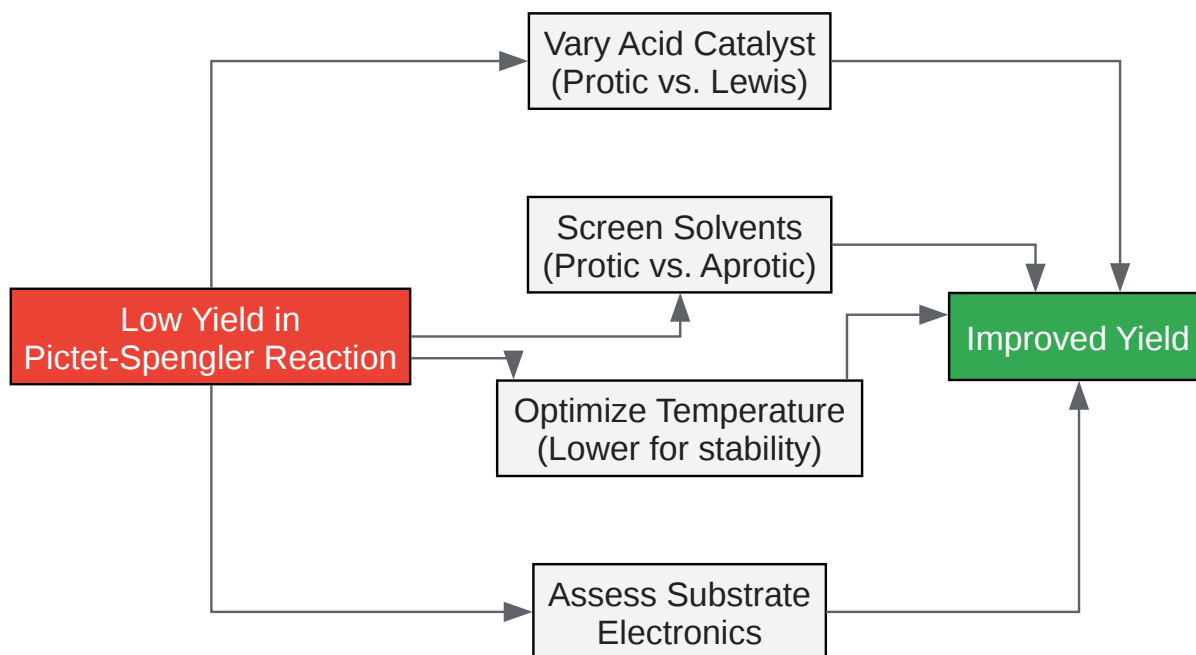 Vary Acid Catalyst
(Protic vs. Lewis)
Screen Solvents
(Protic vs. Aprotic)
Low Yield in
Pictet-Spengler Reaction
Improved Yield
Optimize Temperature
(Lower for stability)
Assess Substrate
Electronics